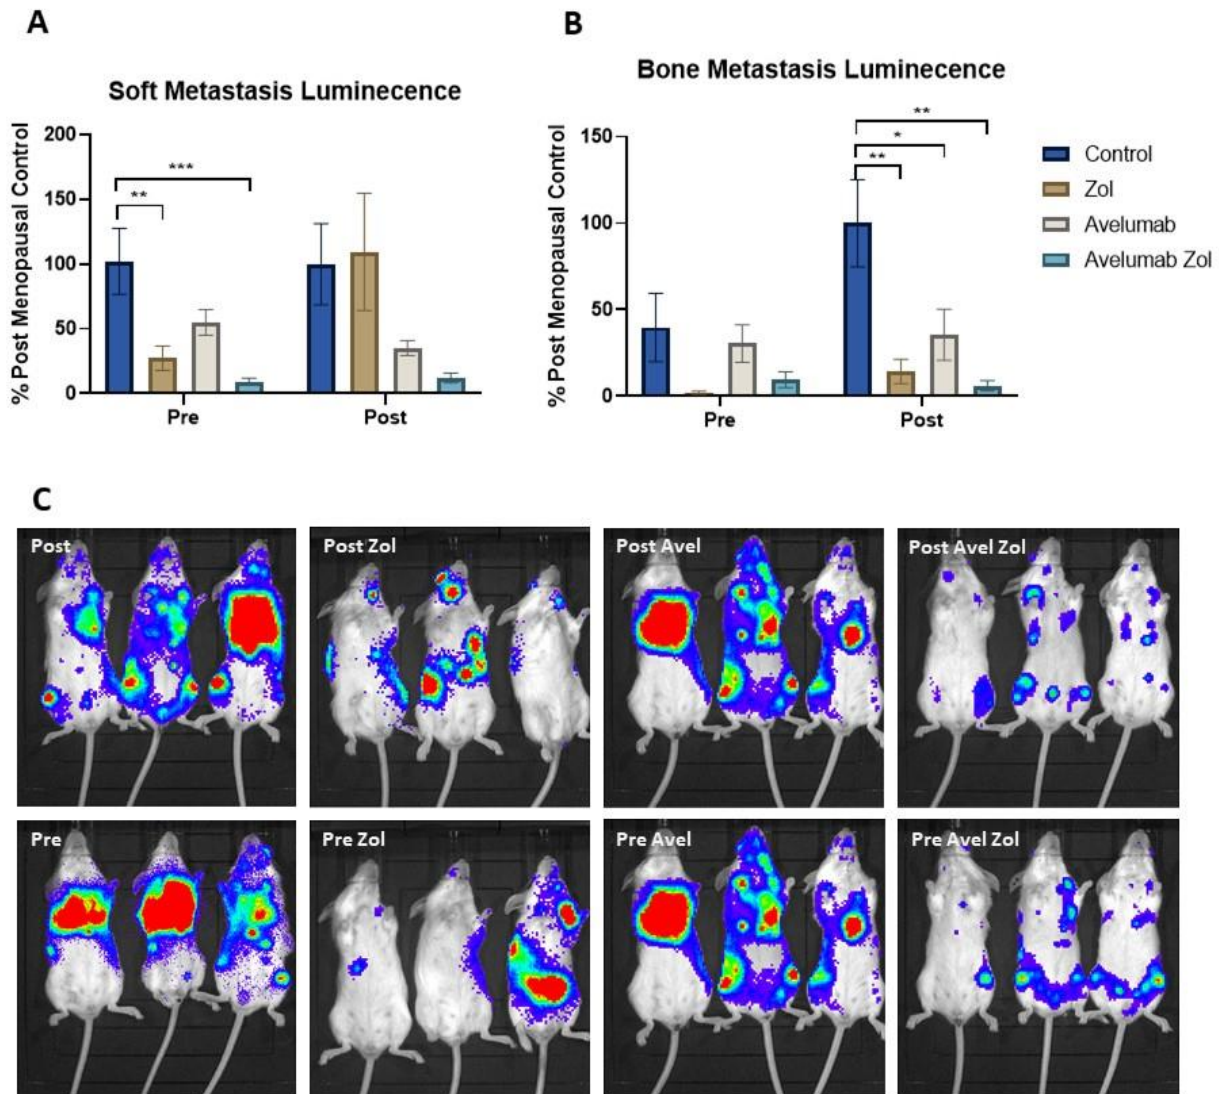 A
B
Soft Metastasis Luminecence
Bone Metastasis Luminecence
% Post Menopausal Control
200
150
100
50
0
***
**
Pre
Post
% Post Menopausal Control
150
100
50
0
**
*
**
Pre
Post
Control
Zol
Avelumab
Avelumab Zol
C
Post
Post Zol
Post Avel
Post Avel Zol
Pre
Pre Zol
Pre Avel
Pre Avel Zol